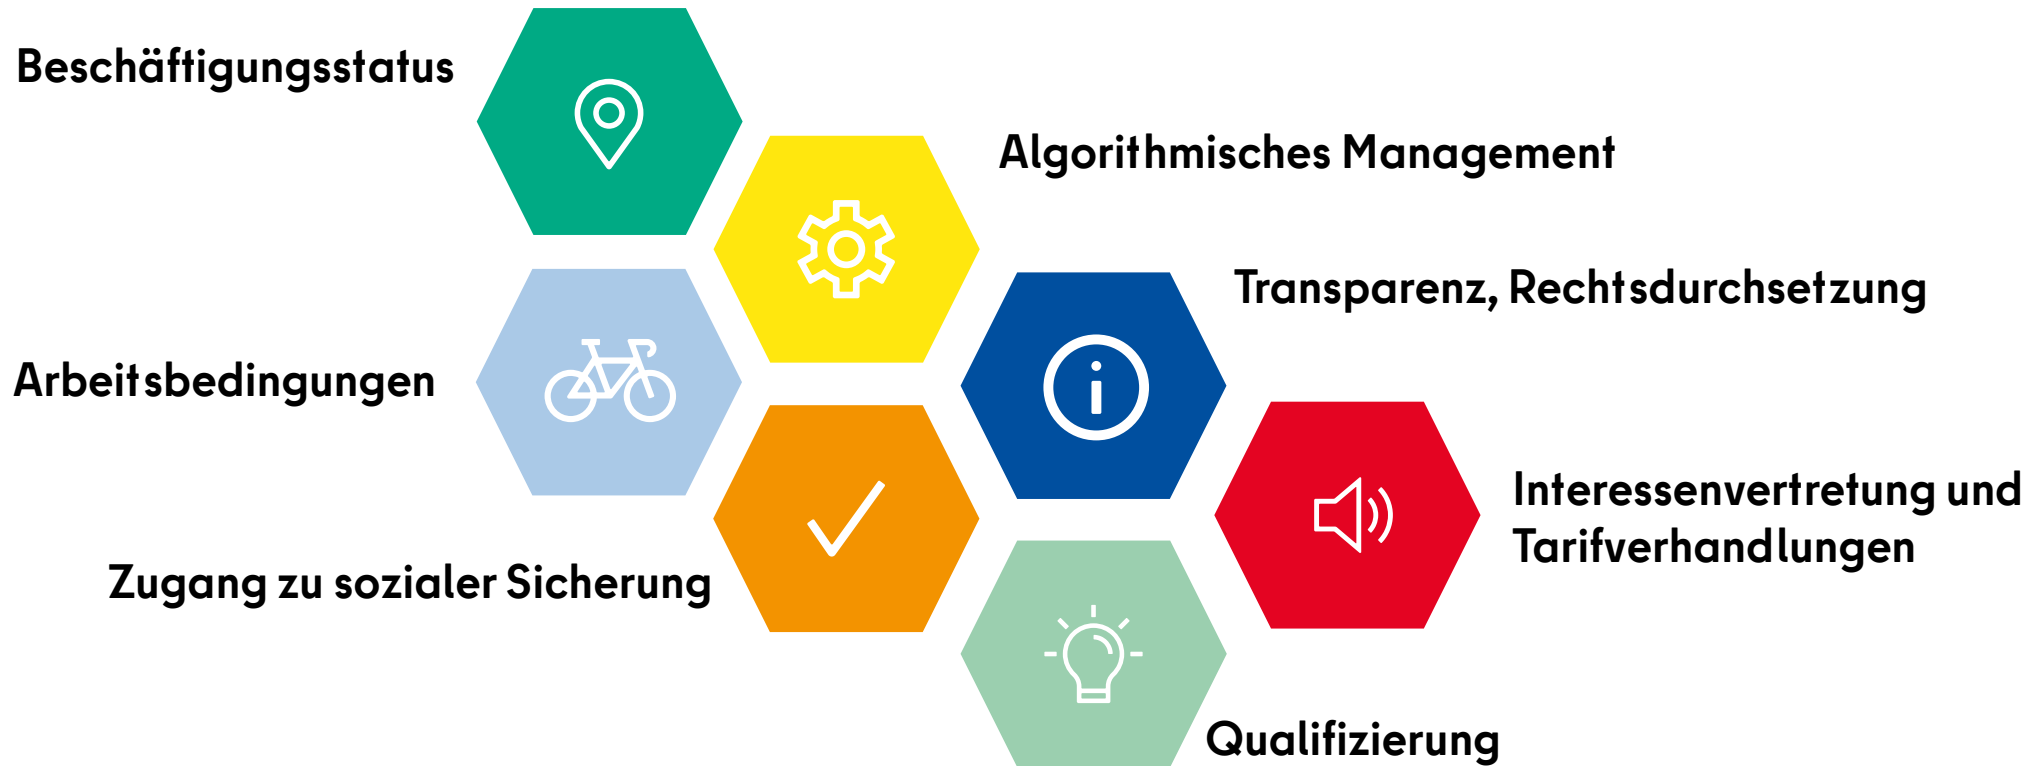 Beschäftigungsstatus
Algorithmisches Management
Transparenz, Rechtsdurchsetzung
Arbeitsbedingungen
Interessenvertretung und
Tarifverhandlungen
Zugang zu sozialer Sicherung
Qualifizierung